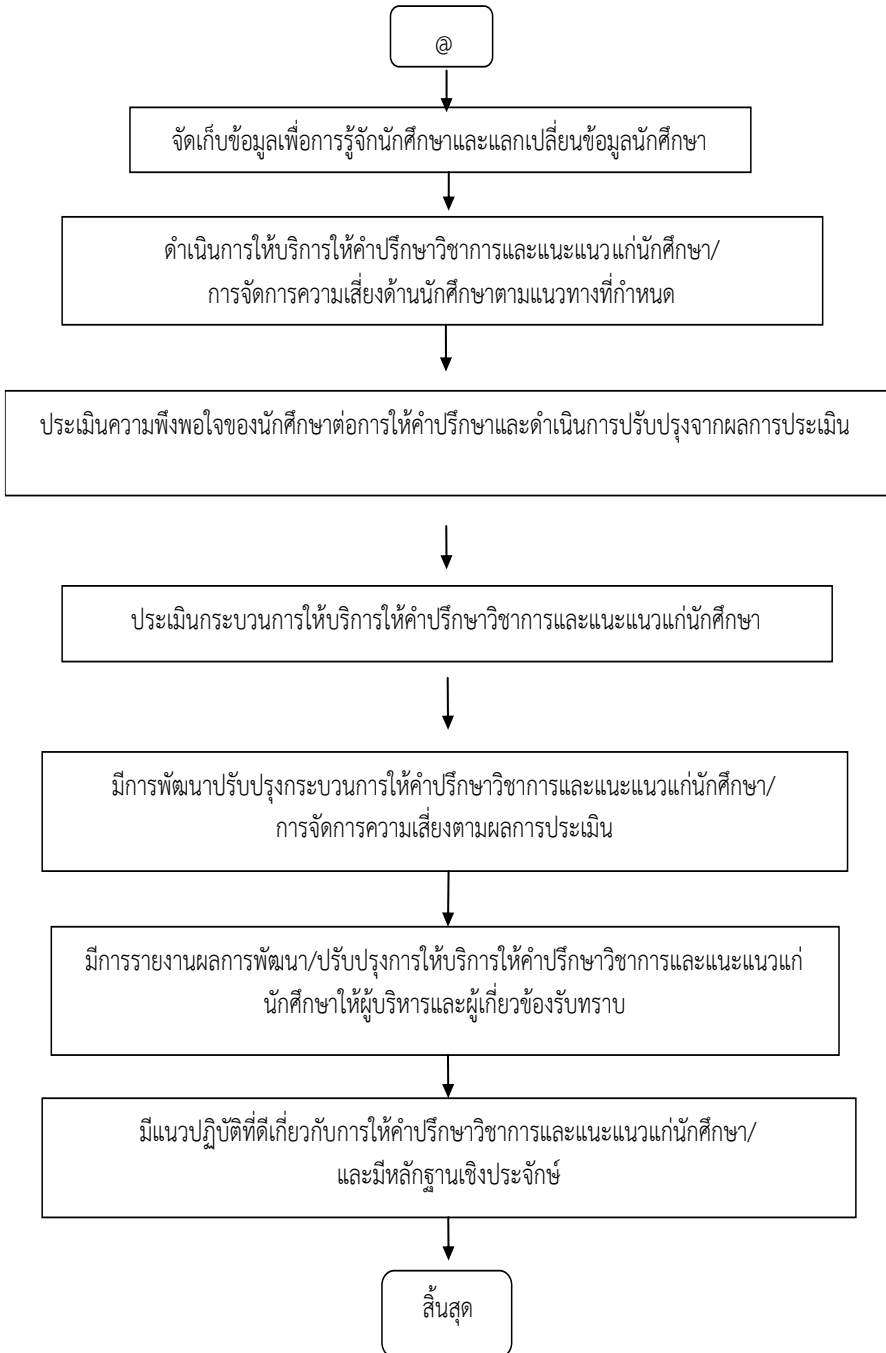 @
จัดเก็บข้อมูลเพื่อการรู้จักนักศึกษาและแลกเปลี่ยนข้อมูลนักศึกษา
ดำเนินการให้บริการให้คำปรึกษาวิชาการและแนะแนวแก่นักศึกษา/
การจัดการความเสี่ยงด้านนักศึกษาตามแนวทางที่กำหนด
ประเมินความพึงพอใจของนักศึกษาต่อการให้คำปรึกษาและดำเนินการปรับปรุงจากผลการประเมิน
ประเมินกระบวนการให้บริการให้คำปรึกษาวิชาการและแนะแนวแก่นักศึกษา
มีการพัฒนาปรับปรุงกระบวนการให้คำปรึกษาวิชาการและแนะแนวแก่นักศึกษา/
การจัดการความเสี่ยงตามผลการประเมิน
มีการรายงานผลการพัฒนา/ปรับปรุงการให้บริการให้คำปรึกษาวิชาการและแนะแนวแก่
นักศึกษาให้ผู้บริหารและผู้เกี่ยวข้องรับทราบ
มีแนวปฏิบัติที่ดีเกี่ยวกับการให้คำปรึกษาวิชาการและแนะแนวแก่นักศึกษา/
และมีหลักฐานเชิงประจักษ์
สิ้นสุด